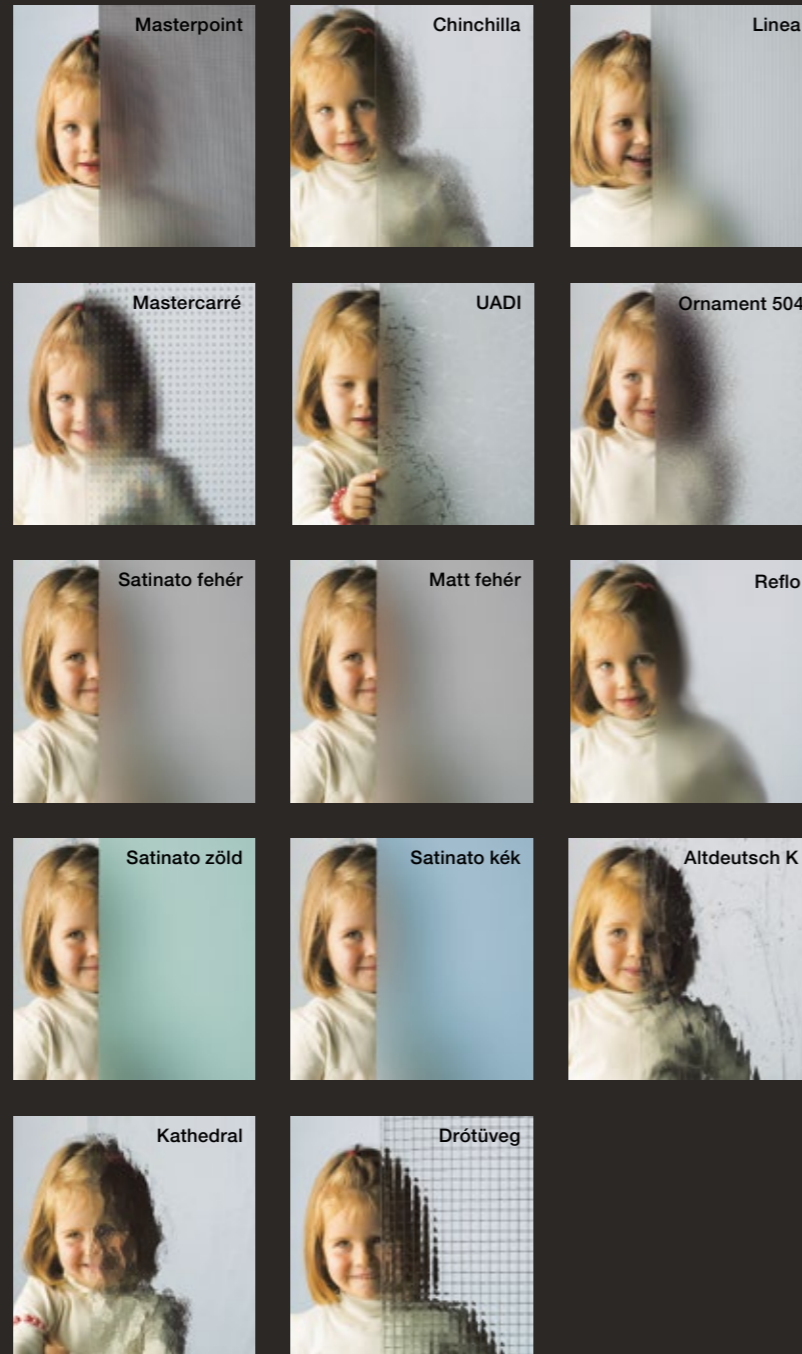 Masterpoint
Chinchilla
Linea
Mastercarré
UADI
Ornament 504
Satinato fehér
Matt fehér
Reflo
Satinato zöld
Satinato kék
Altdeutsch K
Kathedral
Drótüveg